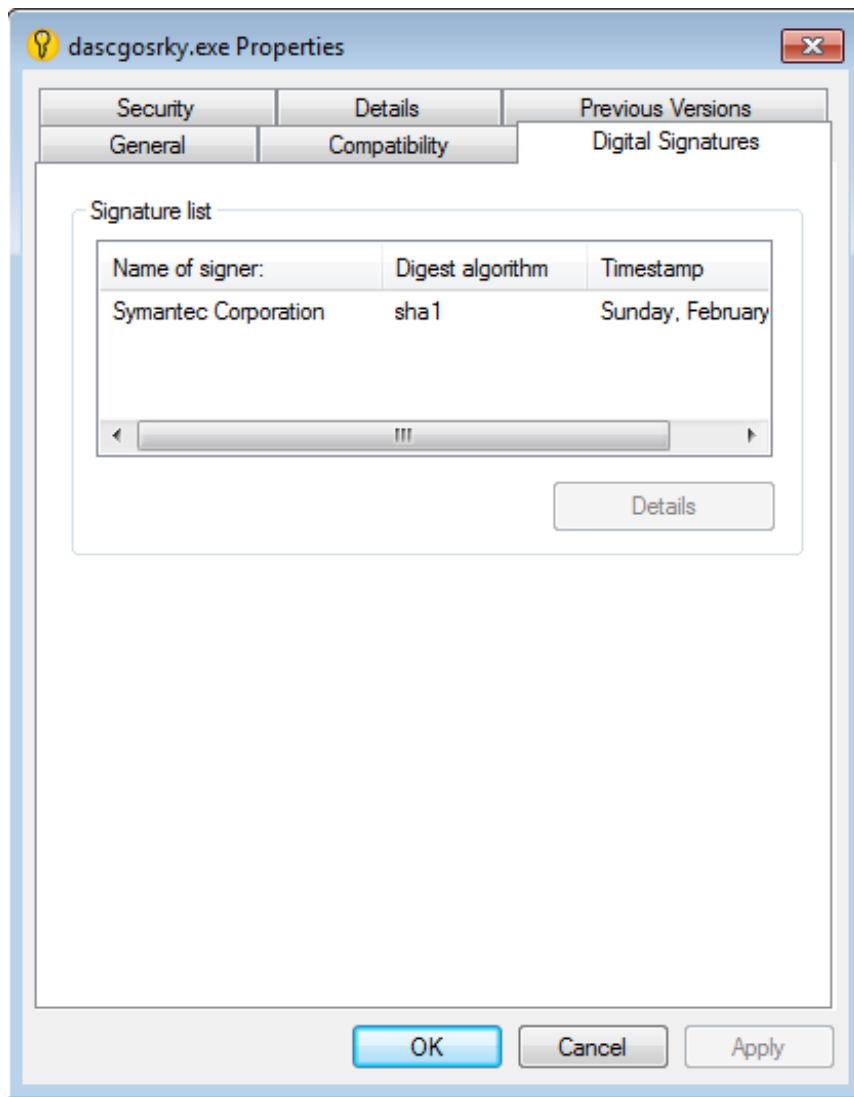 dascgosrky.exe Properties
Security Details Previous Versions
General Compatibility Digital Signatures
Signature list
Name of signer: Digest algorithm Timestamp
Symantec Corporation sha1 Sunday, February
Details
OK Cancel Apply